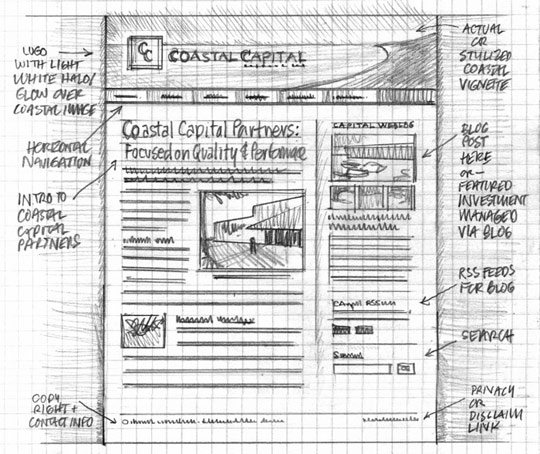 LOGO
WITH LIGHT
WHITE HALO/
GLOW OVER
COASTAL IMAGE
HORIZONTAL
NAVIGATION
INTRO TO
COASTAL
CAPITAL
PARTNERS
COPY
RIGHT +
CONTACT INFO
CC
COASTAL CAPITAL
Coastal Capital Partners:
Focused on Quality &
CAPITAL WEBLOG
RSS
Search
GO
ACTUAL
OR
STYLIZED
COASTAL
VIGNETTE
BLOG
POST
HERE
OR —
FEATURED
INVESTMENT
MANAGED
VIA BLOG
RSS FEEDS
FOR BLOG
SEARCH
PRIVACY
OR
DISCLAIM
LINK